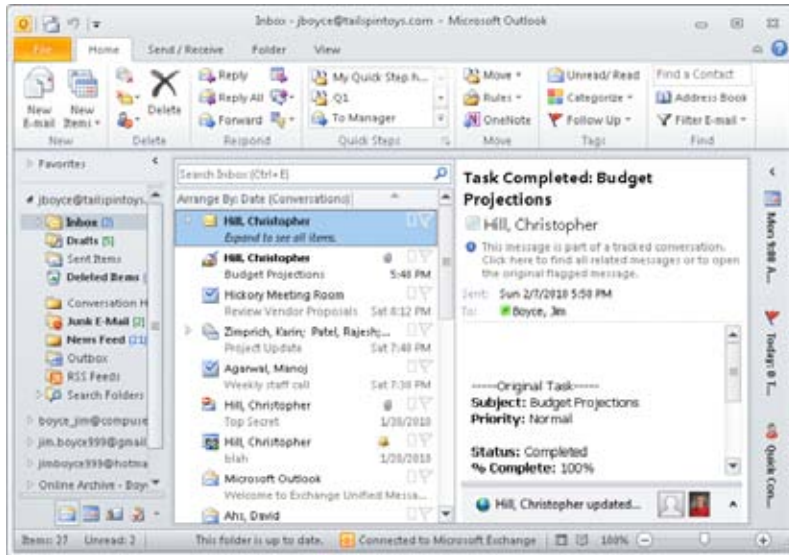 Inbox - jboyce@tailspintoys.com - Microsoft Outlook
File Home Send / Receive Folder View
New E-mail
New Items
Delete
Reply
Reply All
Forward
My Quick Step h...
Q1
To Manager
Move
Rules
OneNote
Unread/ Read
Categorize
Follow Up
Find a Contact
Address Book
Filter E-mail
New Delete Respond Quick Steps Move Tags Find
Favorites
jboyce@tailspintoys.
Inbox (2)
Drafts [5]
Sent Items
Deleted Items (
Conversation H
Junk E-Mail [2]
News Feed (21)
Outbox
RSS Feeds
Search Folders
boyce_jim@compuse
jim.boyce999@gmail
jimboyce999@hotma
Online Archive - Boy
Search Inbox (Ctrl+E)
Arrange By: Date (Conversations)
Hill, Christopher
Expand to see all items.
Hill, Christopher
Budget Projections 5:48 PM
Hickory Meeting Room
Review Vendor Proposals Sat 8:12 PM
Zimprich, Karin; Patel, Rajesh;...
Project Update Sat 7:40 PM
Agarwal, Manoj
Weekly staff call Sat 7:38 PM
Hill, Christopher
Top Secret 1/28/2010
Hill, Christopher
blah 1/28/2010
Microsoft Outlook
Welcome to Exchange Unified Messa...
Ahs, David
Task Completed: Budget
Projections
Hill, Christopher
This message is part of a tracked conversation.
Click here to find all related messages or to open
the original flagged message.
Sent: Sun 2/7/2010 5:50 PM
To: Boyce, Jim
-----Original Task-----
Subject: Budget Projections
Priority: Normal
Status: Completed
% Complete: 100%
Hill, Christopher updated...
Mon 9:00 A...
Today: 0 T...
Quick Con...
Items: 27 Unread: 2 This folder is up to date. Connected to Microsoft Exchange 100%